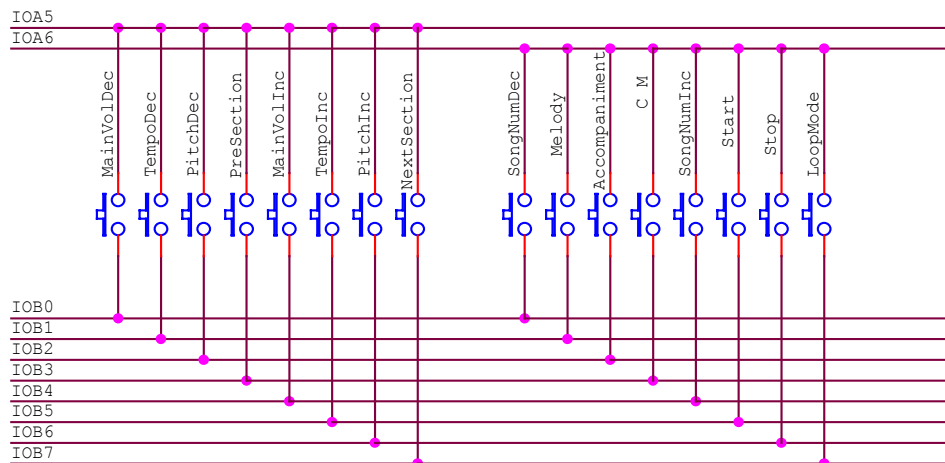 IOA5
IOA6
MainVolDec
TempoDec
PitchDec
PreSection
MainVolInc
TempoInc
PitchInc
NextSection
SongNumDec
Melody
Accompaniment
C M
SongNumInc
Start
Stop
LoopMode
IOB0
IOB1
IOB2
IOB3
IOB4
IOB5
IOB6
IOB7